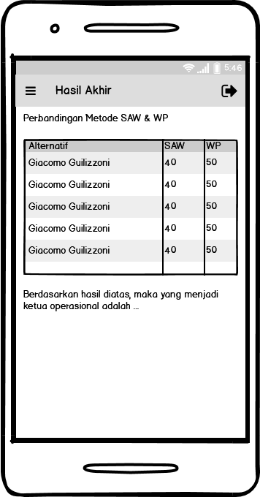 5:46
Hasil Akhir
Perbandingan Metode SAW & WP
Alternatif SAW WP
Giacomo Guilizzoni 40 50
Giacomo Guilizzoni 40 50
Giacomo Guilizzoni 40 50
Giacomo Guilizzoni 40 50
Giacomo Guilizzoni 40 50
Berdasarkan hasil diatas, maka yang menjadi
ketua operasional adalah ...